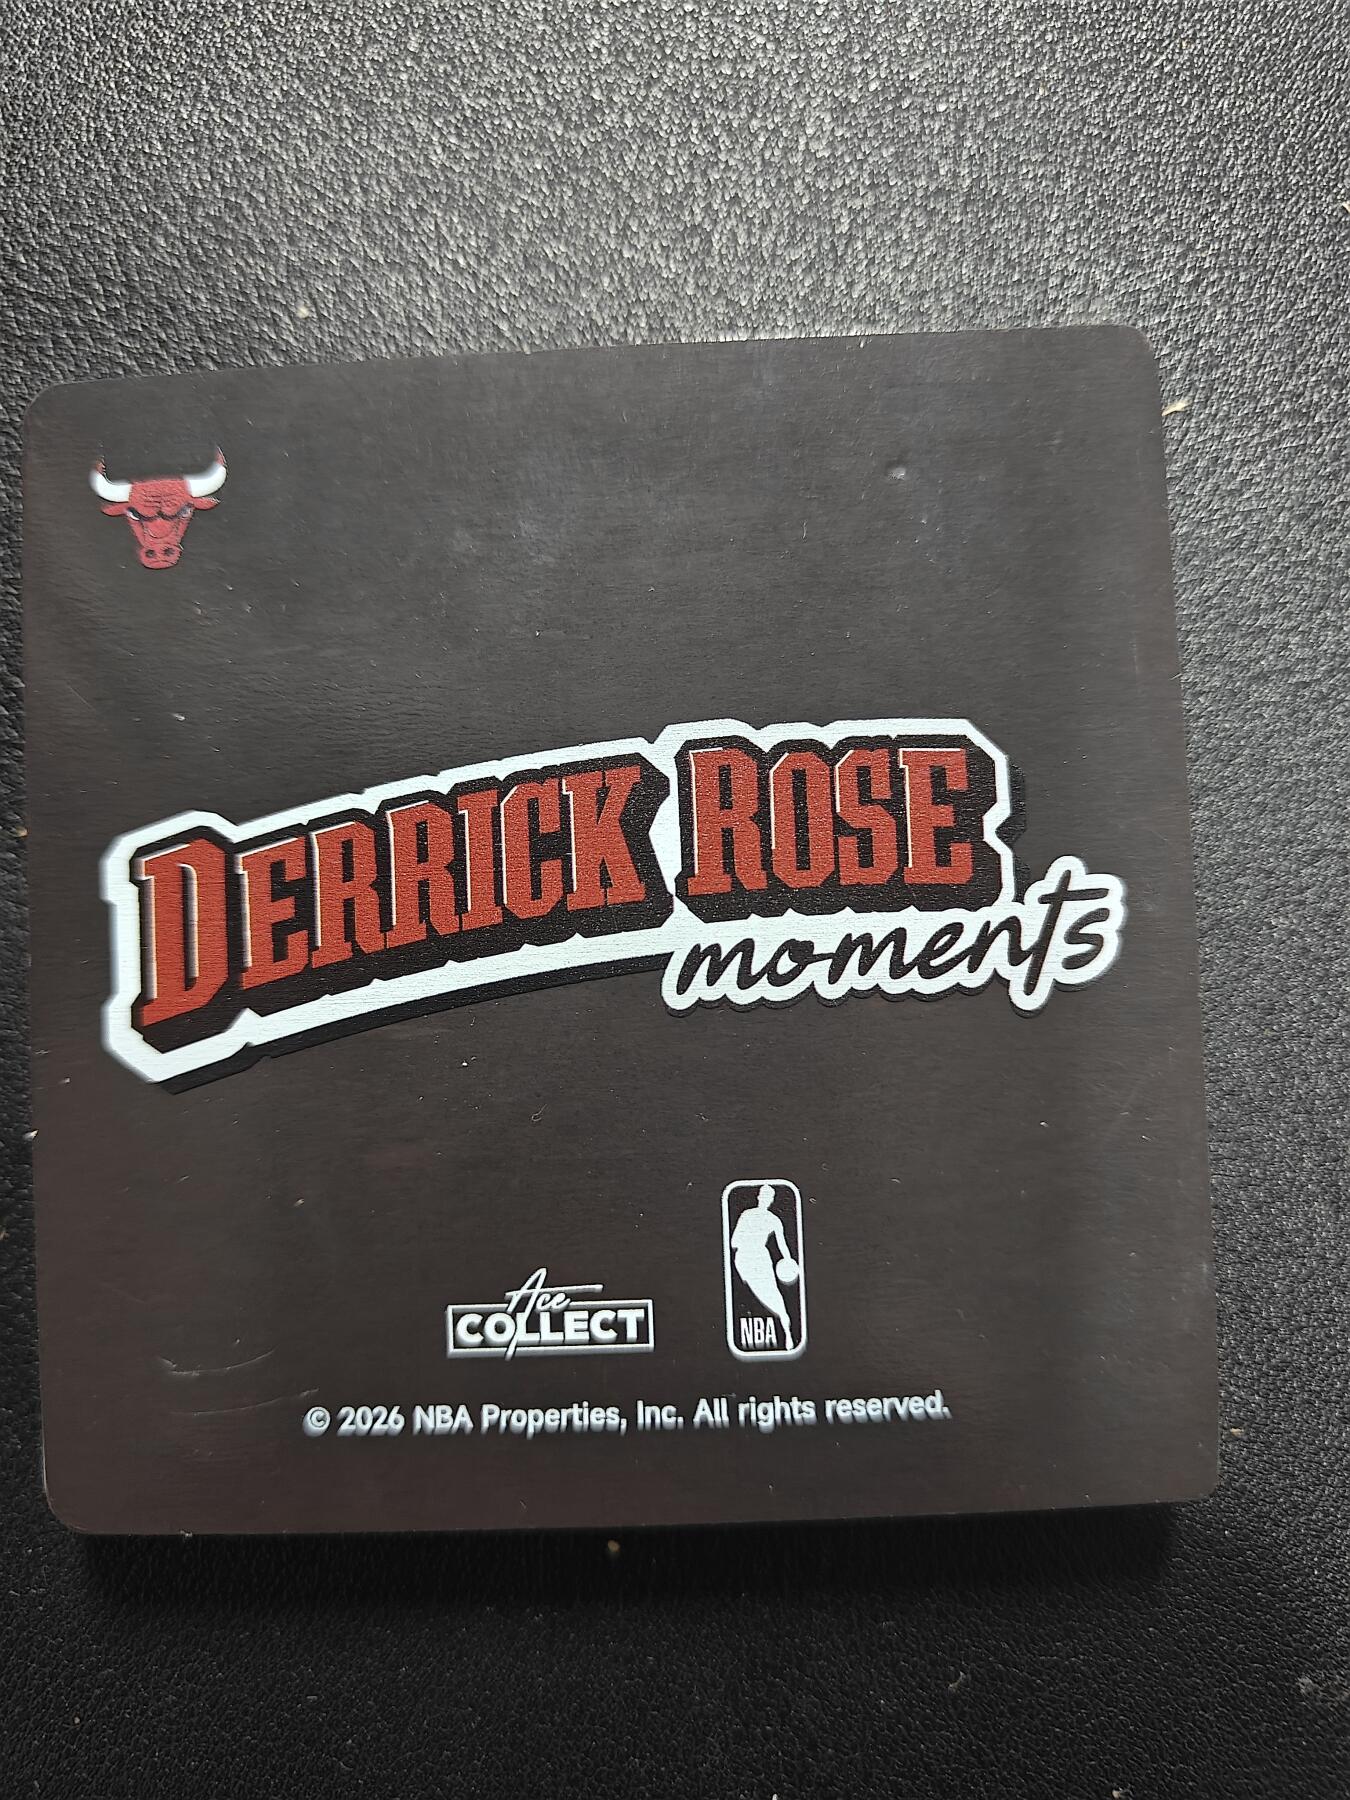 DERRICK ROSE
moments
Ace
COLLECT
NBA
© 2026 NBA Properties, Inc. All rights reserved.